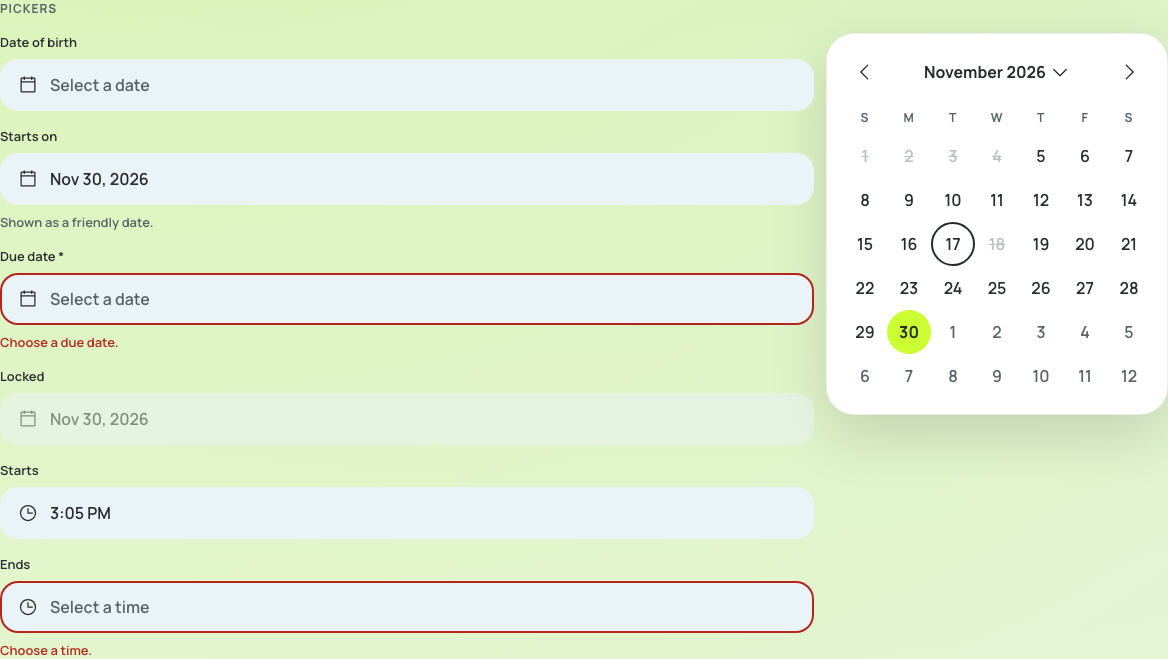 PICKERS
Date of birth
Select a date
Starts on
Nov 30, 2026
Shown as a friendly date.
Due date *
Select a date
Choose a due date.
Locked
Nov 30, 2026
Starts
3:05 PM
Ends
Select a time
Choose a time.
November 2026
S M T W T F S
1 2 3 4 5 6 7
8 9 10 11 12 13 14
15 16 17 18 19 20 21
22 23 24 25 26 27 28
29 30 1 2 3 4 5
6 7 8 9 10 11 12